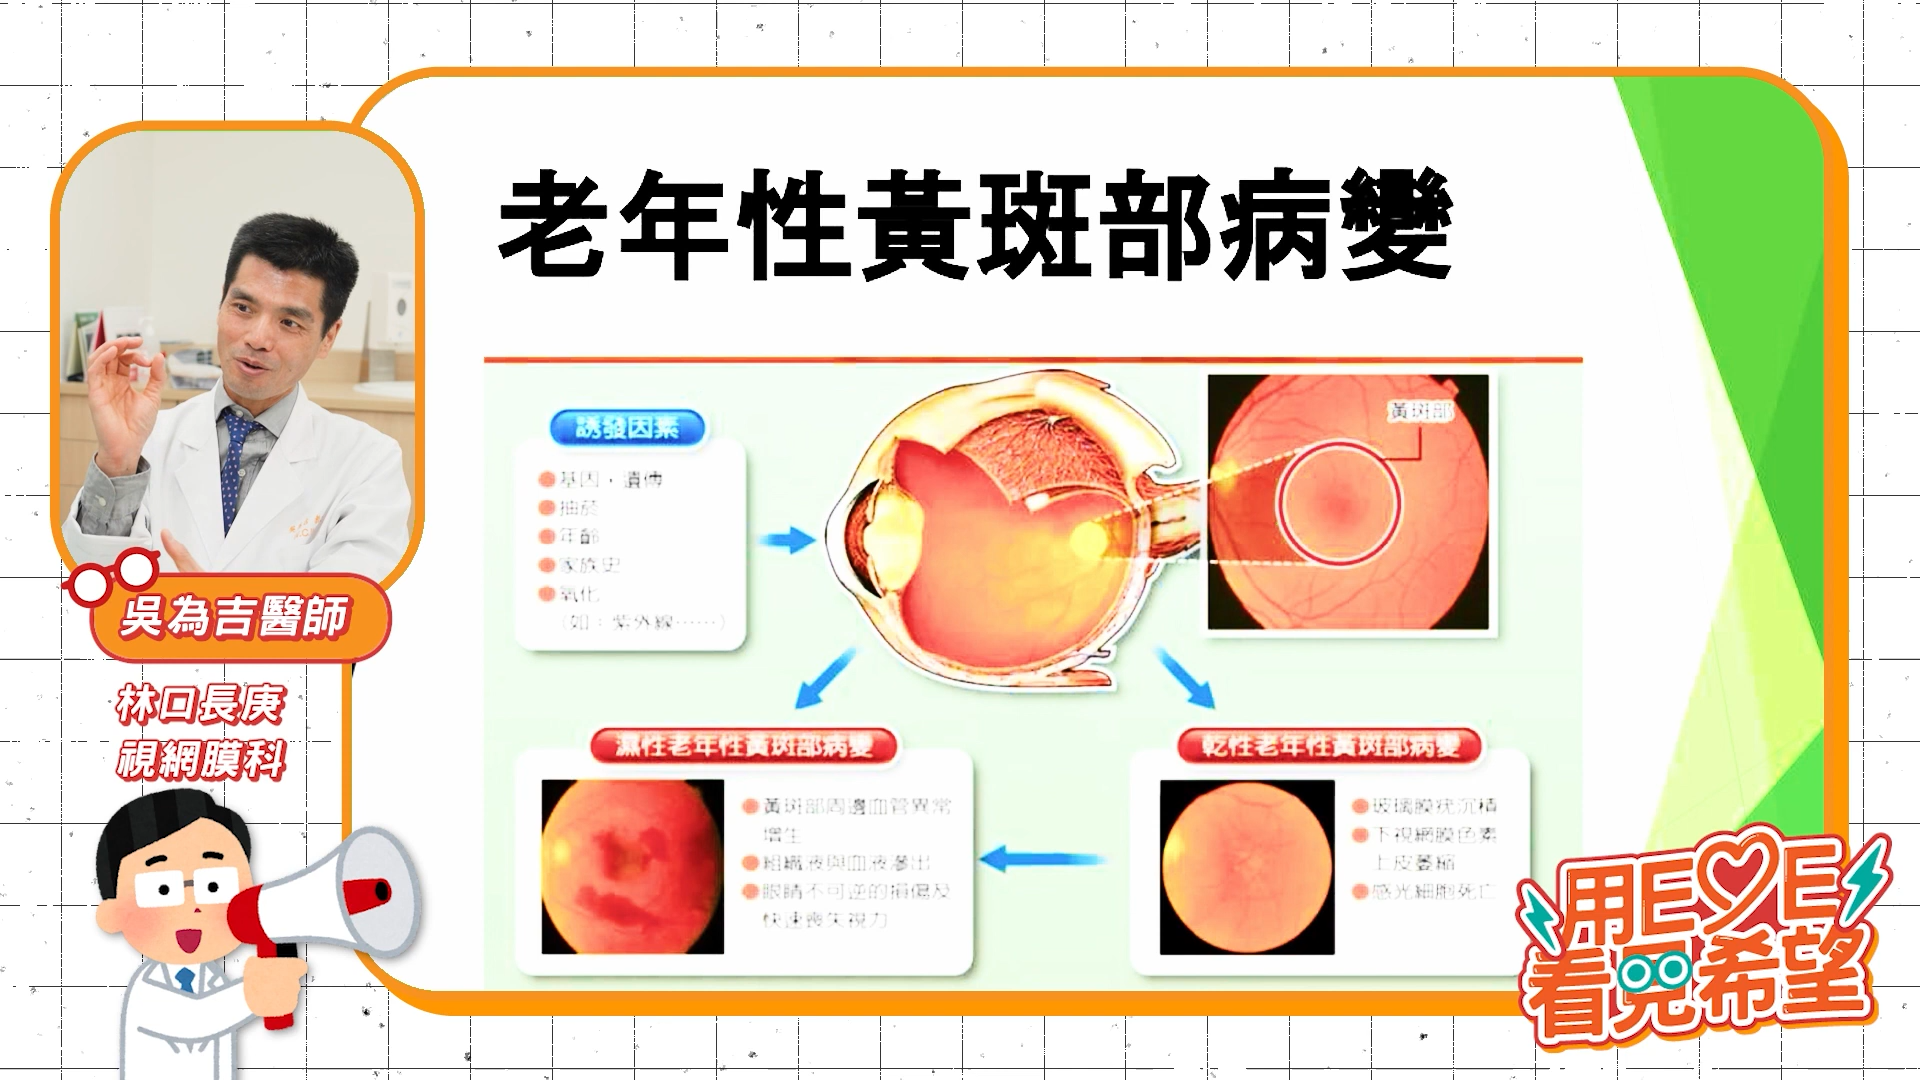 老年性黃斑部病變
吳為吉醫師
林口長庚
視網膜科
誘發因素
基因，遺傳
抽菸
年齡
家族史
氧化
（如：紫外線……）
黃斑部
濕性老年性黃斑部病變
黃斑部周邊血管異常
增生
組織液與血液滲出
眼睛不可逆的損傷及
快速喪失視力
乾性老年性黃斑部病變
玻璃膜疣沉積
下視網膜色素
上皮萎縮
感光細胞死亡
用EYE
看見希望